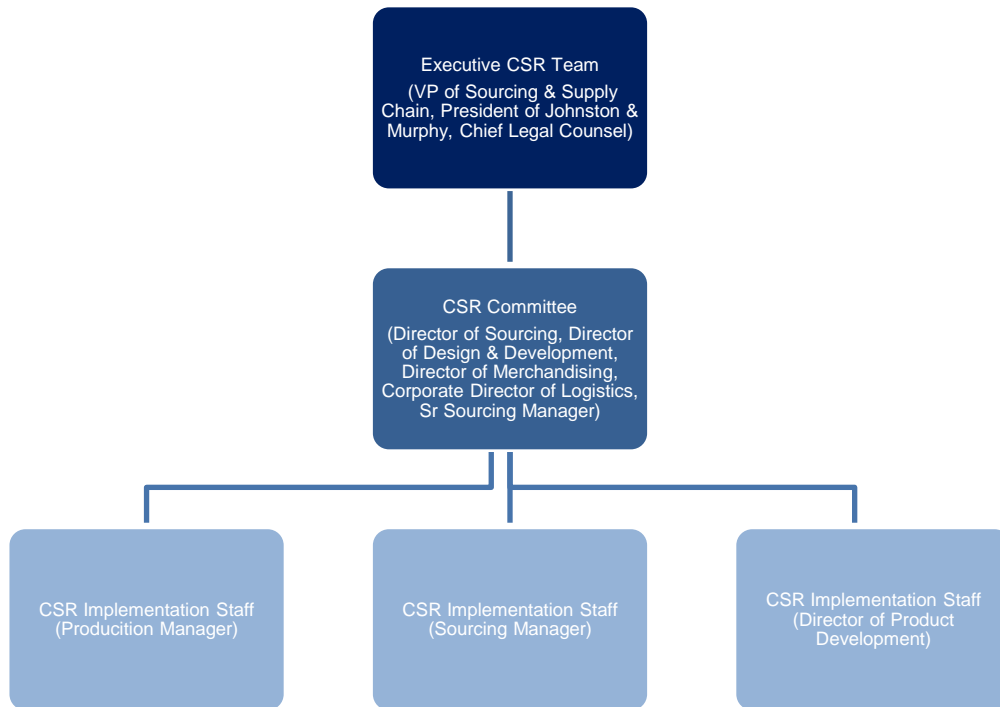 Executive CSR Team
(VP of Sourcing & Supply
Chain, President of Johnston &
Murphy, Chief Legal Counsel)
CSR Committee
(Director of Sourcing, Director
of Design & Development,
Director of Merchandising,
Corporate Director of Logistics,
Sr Sourcing Manager)
CSR Implementation Staff
(Producition Manager)
CSR Implementation Staff
(Sourcing Manager)
CSR Implementation Staff
(Director of Product
Development)